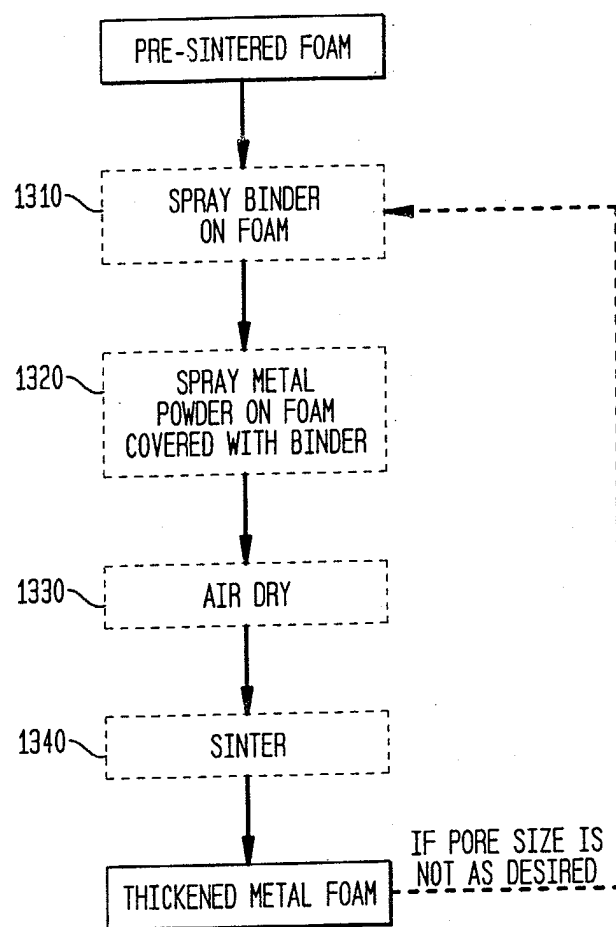 PRE-SINTERED FOAM
1310
SPRAY BINDER
ON FOAM
1320
SPRAY METAL
POWDER ON FOAM
COVERED WITH BINDER
1330
AIR DRY
1340
SINTER
THICKENED METAL FOAM
IF PORE SIZE IS
NOT AS DESIRED